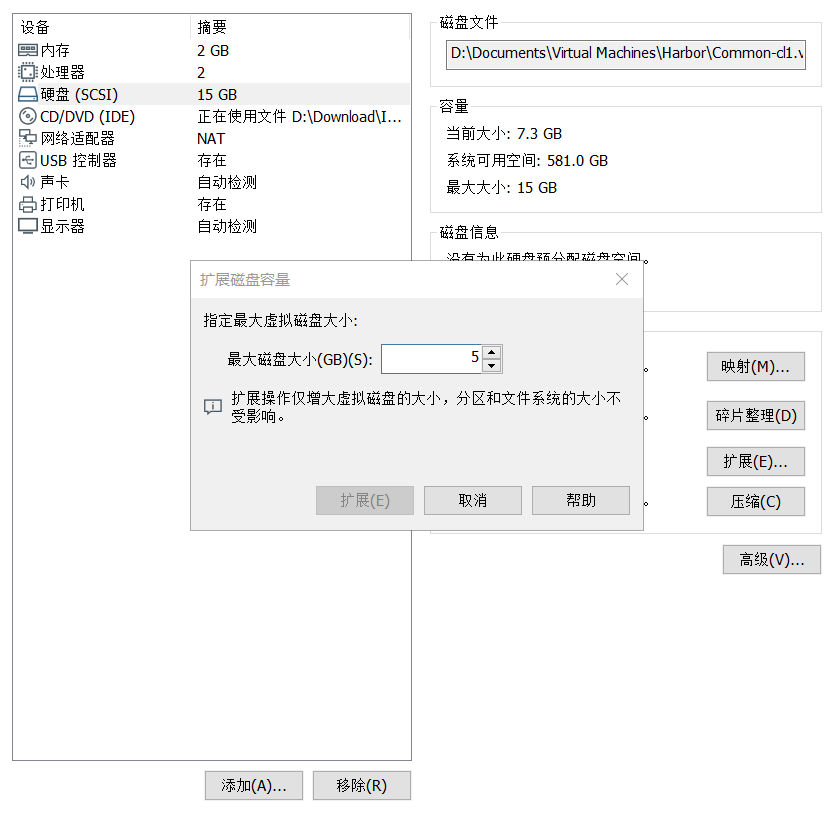 设备 摘要
内存 2 GB
处理器 2
硬盘 (SCSI) 15 GB
CD/DVD (IDE) 正在使用文件 D:\Download\I...
网络适配器 NAT
USB 控制器 存在
声卡 自动检测
打印机 存在
显示器 自动检测
添加(A)... 移除(R)
磁盘文件
D:\Documents\Virtual Machines\Harbor\Common-cl1.v
容量
当前大小: 7.3 GB
系统可用空间: 581.0 GB
最大大小: 15 GB
磁盘信息
没有为此硬盘预分配磁盘空间。
映射(M)...
碎片整理(D)
扩展(E)...
压缩(C)
高级(V)...
扩展磁盘容量
指定最大虚拟磁盘大小:
最大磁盘大小(GB)(S): 5
扩展操作仅增大虚拟磁盘的大小，分区和文件系统的大小不
受影响。
扩展(E) 取消 帮助